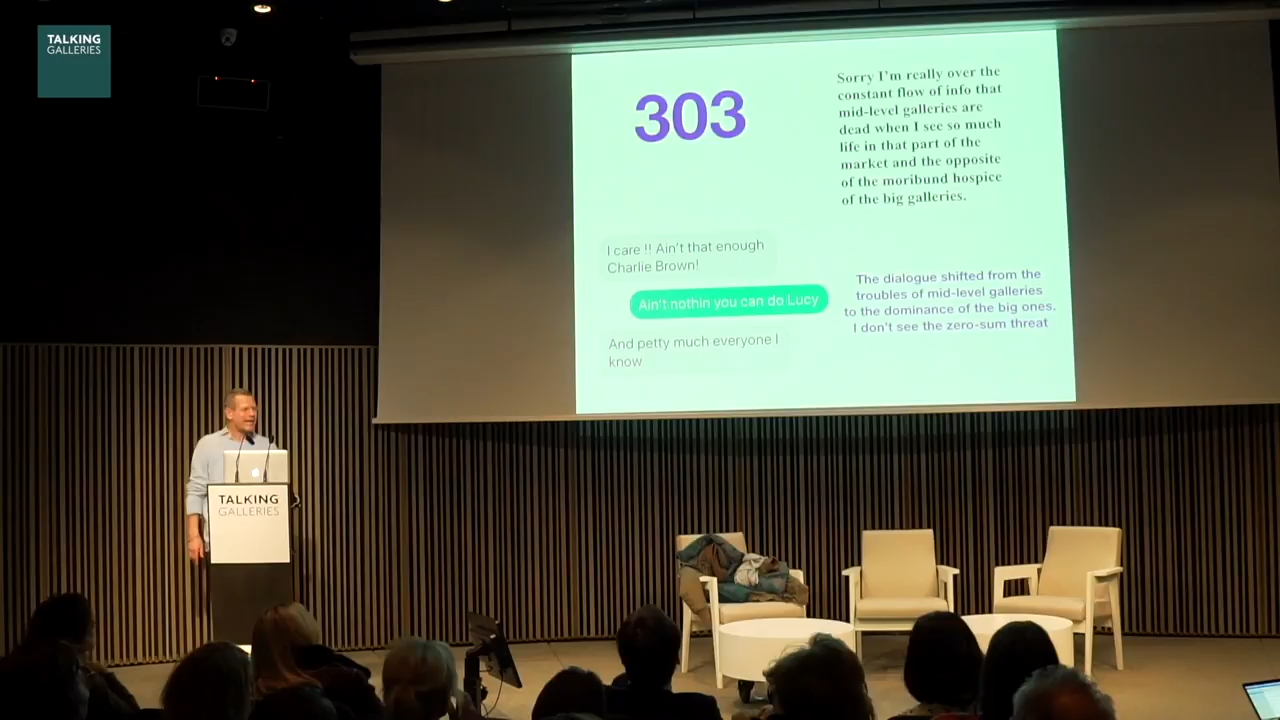 TALKING
GALLERIES
303
Sorry I'm really over the
constant flow of info that
mid-level galleries are
dead when I see so much
life in that part of the
market and the opposite
of the moribund hospice
of the big galleries.
I care !! Ain't that enough
Charlie Brown!
Ain't nothin you can do Lucy
And petty much everyone I
know
The dialogue shifted from the
troubles of mid-level galleries
to the dominance of the big ones.
I don't see the zero-sum threat
TALKING
GALLERIES